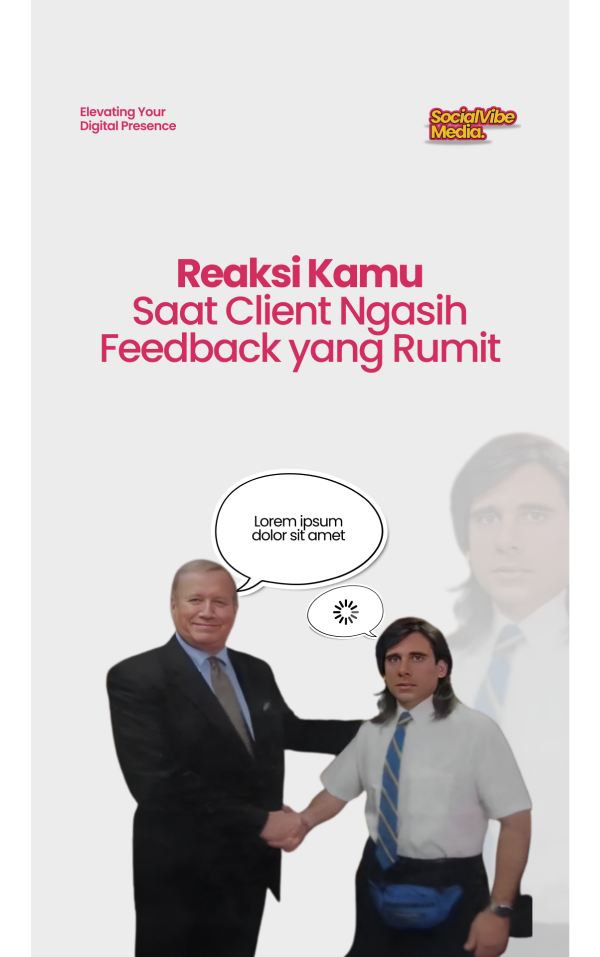 Elevating Your
Digital Presence
SocialVibe
Media.
Reaksi Kamu
Saat Client Ngasih
Feedback yang Rumit
Lorem ipsum
dolor sit amet